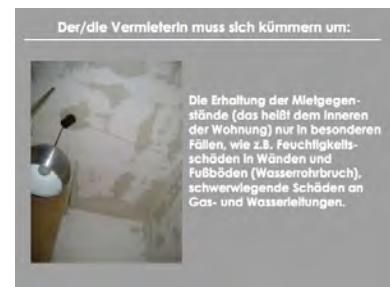 Der/die VermieterIn muss sich kümmern um:
Die Erhaltung der Mietgegen-
stände (das heißt dem Inneren
der Wohnung) nur in besonderen
Fällen, wie z.B. Feuchtigkeits-
schäden in Wänden und
Fußböden (Wasserrohrbruch),
schwerwiegende Schäden an
Gas- und Wasserleitungen.